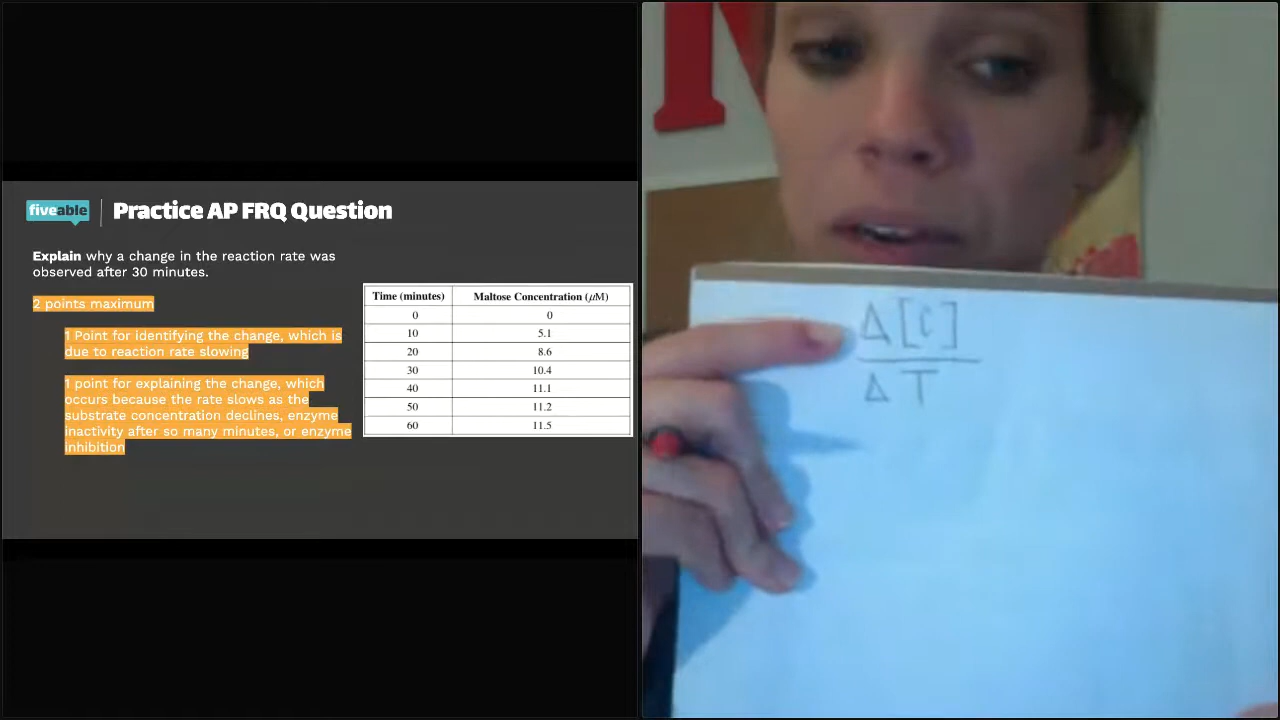 fiveable
Practice AP FRQ Question
Explain why a change in the reaction rate was
observed after 30 minutes.
2 points maximum
1 Point for identifying the change, which is
due to reaction rate slowing
1 point for explaining the change, which
occurs because the rate slows as the
substrate concentration declines, enzyme
inactivity after so many minutes, or enzyme
inhibition
Time (minutes) Maltose Concentration (μM)
0 0
10 5.1
20 8.6
30 10.4
40 11.1
50 11.2
60 11.5
Δ[C]
ΔT